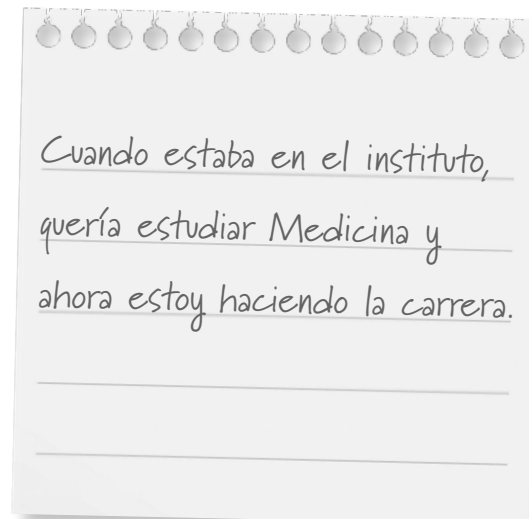 Cuando estaba en el instituto,
quería estudiar Medicina y
ahora estoy haciendo la carrera.